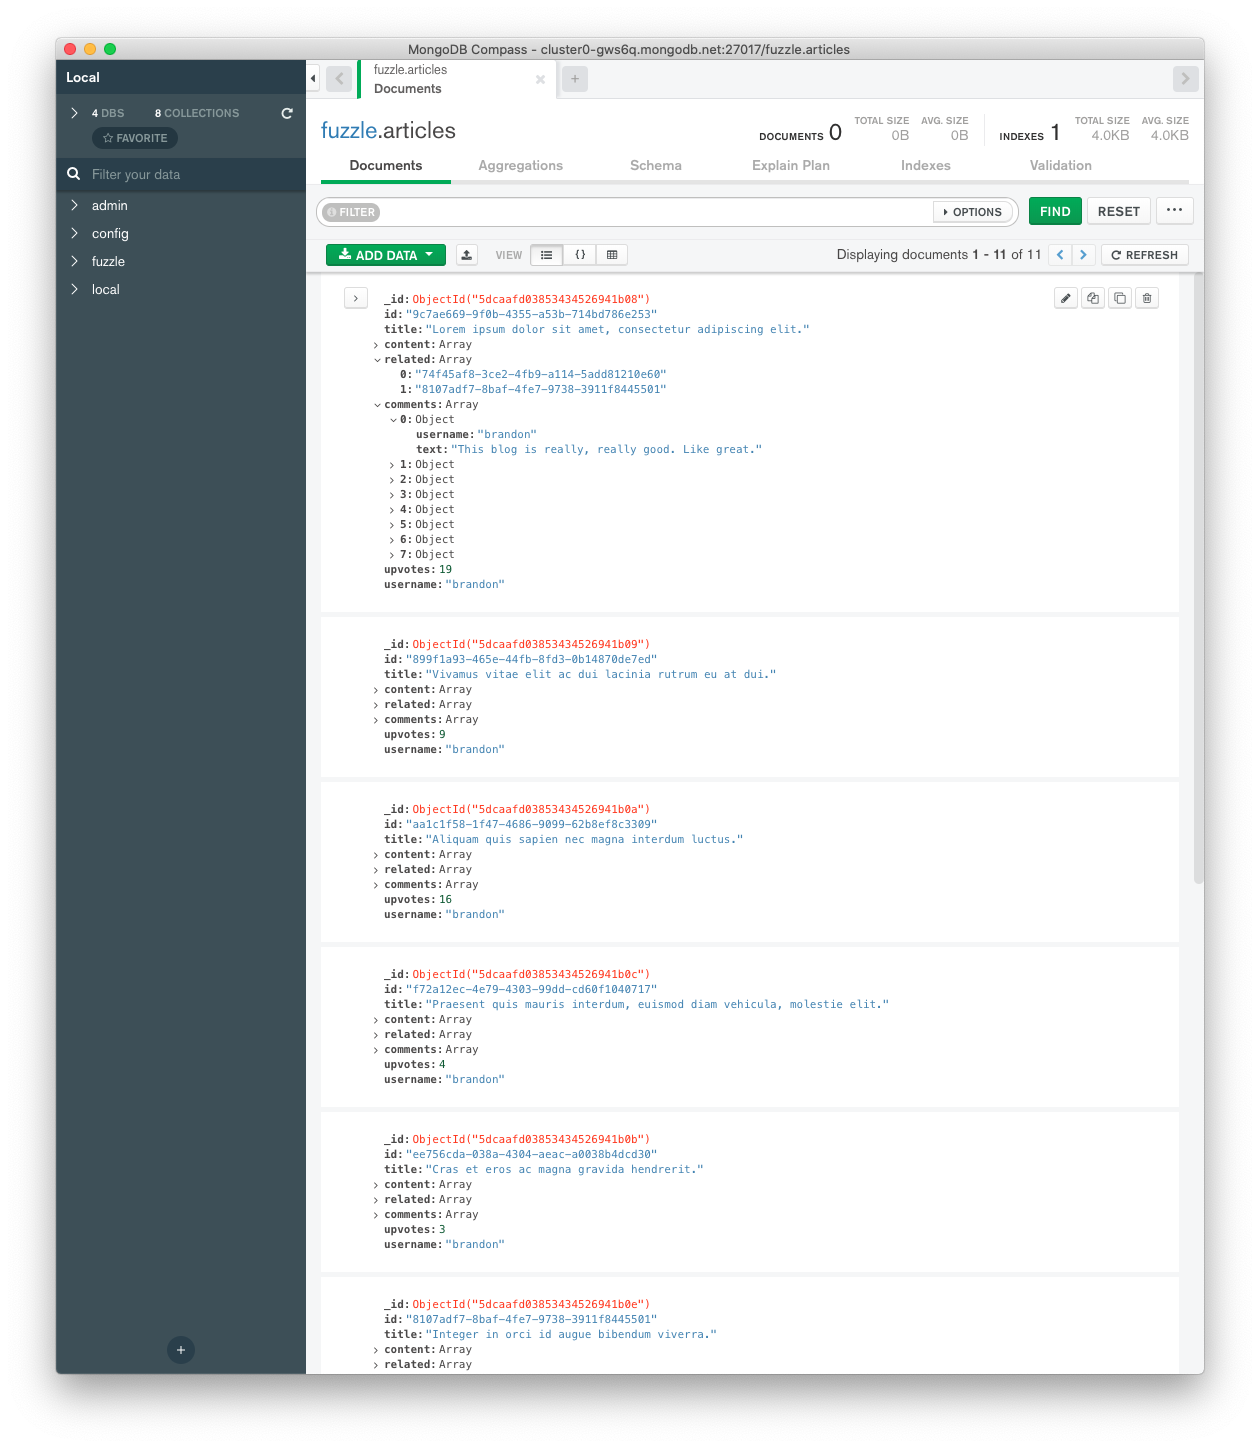 MongoDB Compass - cluster0-gws6q.mongodb.net:27017/fuzzle.articles
Local
4 DBS 8 COLLECTIONS
FAVORITE
Filter your data
admin
config
fuzzle
local
fuzzle.articles
Documents
fuzzle.articles
DOCUMENTS 0 TOTAL SIZE 0B AVG. SIZE 0B INDEXES 1 TOTAL SIZE 4.0KB AVG. SIZE 4.0KB
Documents Aggregations Schema Explain Plan Indexes Validation
FILTER OPTIONS FIND RESET ...
ADD DATA VIEW {} Displaying documents 1 - 11 of 11 REFRESH
_id: ObjectId("5dcaafd03853434526941b08")
id: "9c7ae669-9f0b-4355-a53b-714bd786e253"
title: "Lorem ipsum dolor sit amet, consectetur adipiscing elit."
content: Array
related: Array
0: "74f45af8-3ce2-4fb9-a114-5add81210e60"
1: "8107adf7-8baf-4fe7-9738-3911f8445501"
comments: Array
0: Object
username: "brandon"
text: "This blog is really, really good. Like great."
1: Object
2: Object
3: Object
4: Object
5: Object
6: Object
7: Object
upvotes: 19
username: "brandon"
_id: ObjectId("5dcaafd03853434526941b09")
id: "899f1a93-465e-44fb-8fd3-0b14870de7ed"
title: "Vivamus vitae elit ac dui lacinia rutrum eu at dui."
content: Array
related: Array
comments: Array
upvotes: 9
username: "brandon"
_id: ObjectId("5dcaafd03853434526941b0a")
id: "aa1c1f58-1f47-4686-9099-62b8ef8c3309"
title: "Aliquam quis sapien nec magna interdum luctus."
content: Array
related: Array
comments: Array
upvotes: 16
username: "brandon"
_id: ObjectId("5dcaafd03853434526941b0c")
id: "f72a12ec-4e79-4303-99dd-cd60f1040717"
title: "Praesent quis mauris interdum, euismod diam vehicula, molestie elit."
content: Array
related: Array
comments: Array
upvotes: 4
username: "brandon"
_id: ObjectId("5dcaafd03853434526941b0b")
id: "ee756cda-038a-4304-aeac-a0038b4dcd30"
title: "Cras et eros ac magna gravida hendrerit."
content: Array
related: Array
comments: Array
upvotes: 3
username: "brandon"
_id: ObjectId("5dcaafd03853434526941b0e")
id: "8107adf7-8baf-4fe7-9738-3911f8445501"
title: "Integer in orci id augue bibendum viverra."
content: Array
related: Array